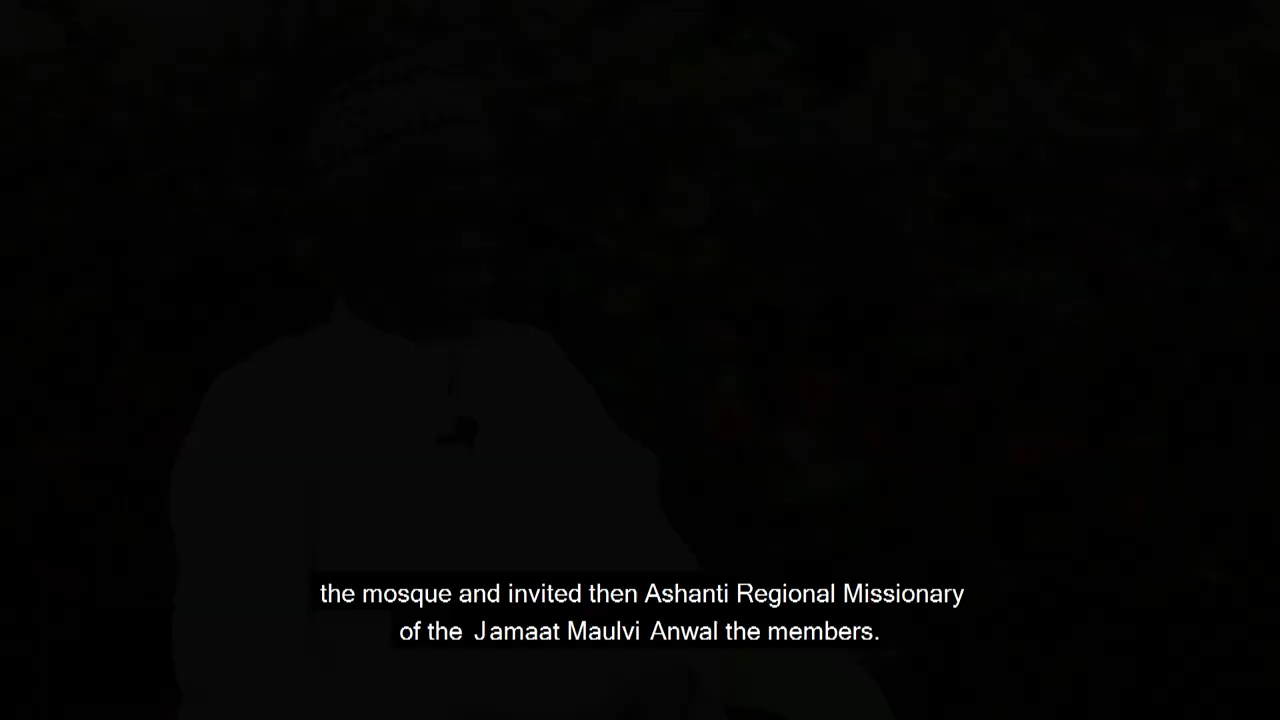 the mosque and invited then Ashanti Regional Missionary
of the Jamaat Maulvi Anwal the members.